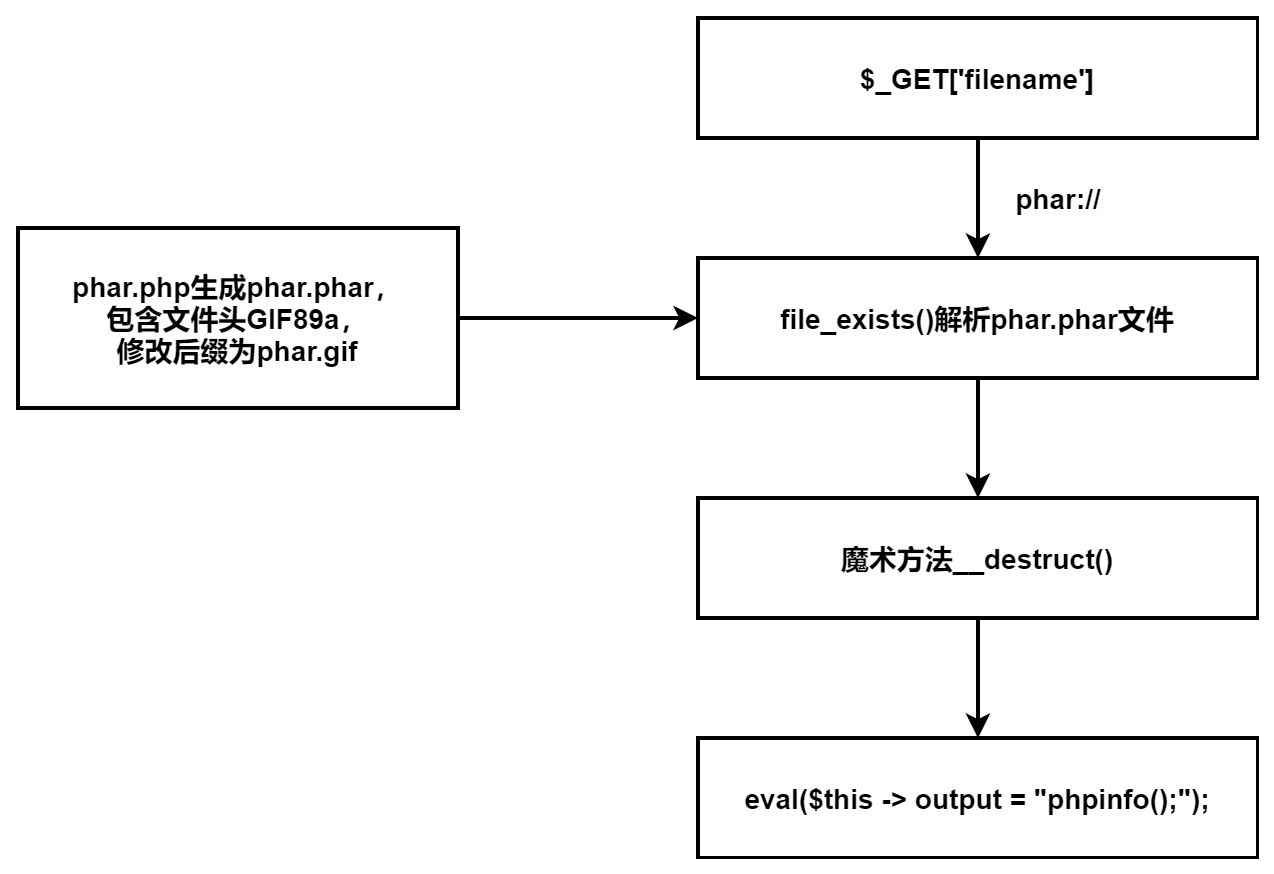 $_GET['filename']
phar://
phar.php生成phar.phar，
包含文件头GIF89a，
修改后缀为phar.gif
file_exists()解析phar.phar文件
魔术方法__destruct()
eval($this -> output = "phpinfo();");